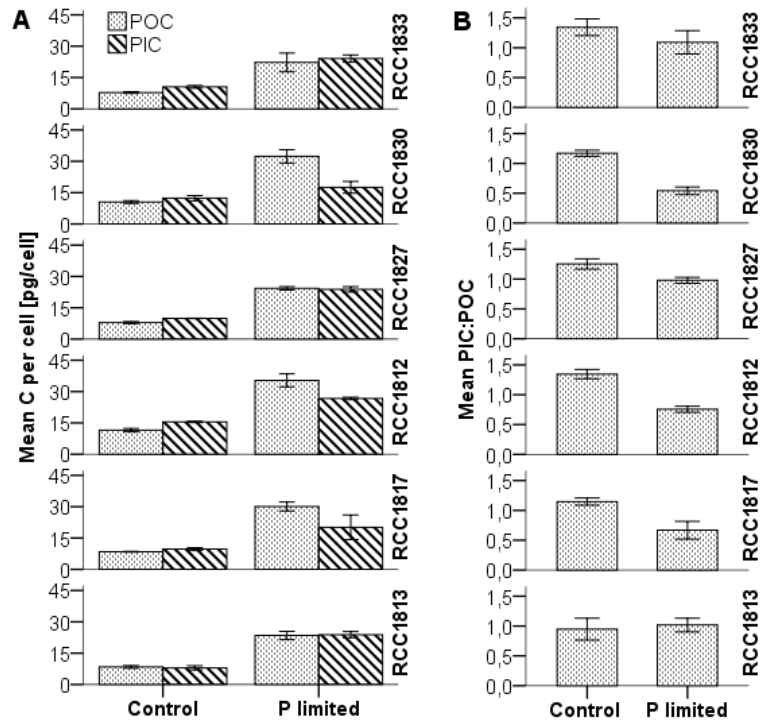 A
POC
PIC
Mean C per cell [pg/cell]
45
30
15
0
RCC1833
45
30
15
0
RCC1830
45
30
15
0
RCC1827
45
30
15
0
RCC1812
45
30
15
0
RCC1817
45
30
15
0
RCC1813
Control P limited
B
Mean PIC:POC
1,5
1,0
0,5
0,0
RCC1833
1,5
1,0
0,5
0,0
RCC1830
1,5
1,0
0,5
0,0
RCC1827
1,5
1,0
0,5
0,0
RCC1812
1,5
1,0
0,5
0,0
RCC1817
1,5
1,0
0,5
0,0
RCC1813
Control P limited